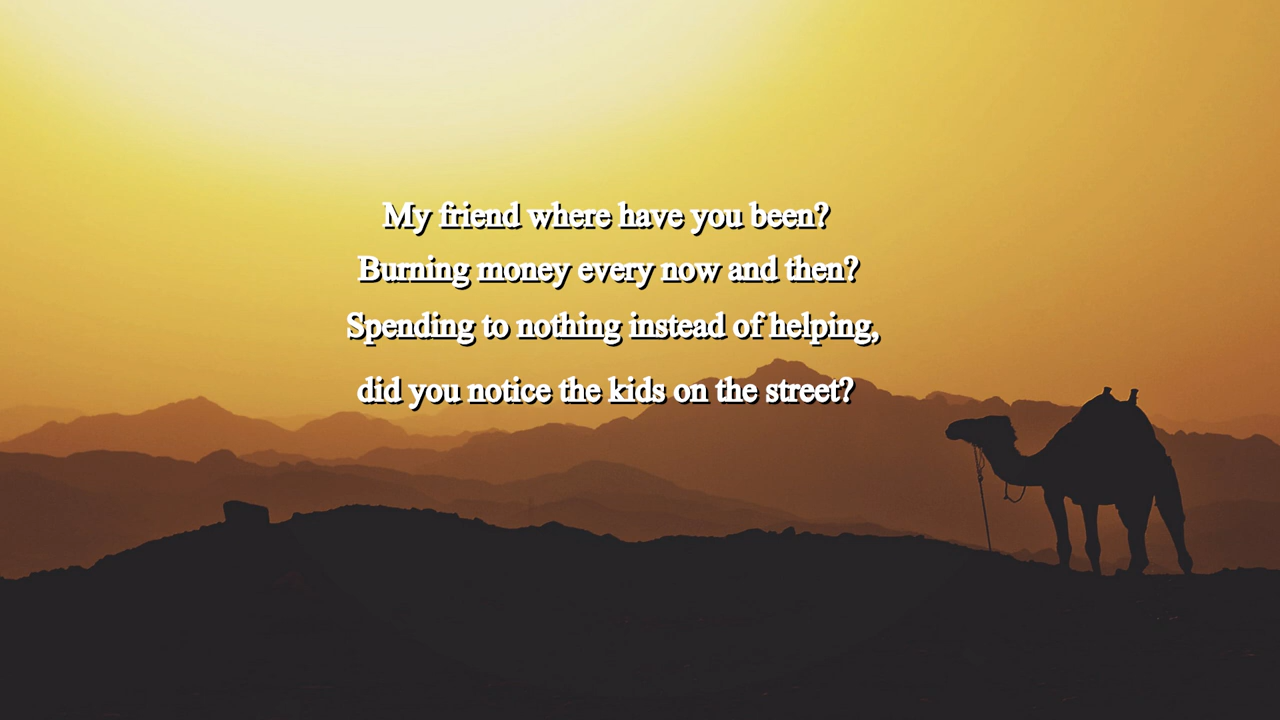 My friend where have you been?
Burning money every now and then?
Spending to nothing instead of helping,
did you notice the kids on the street?